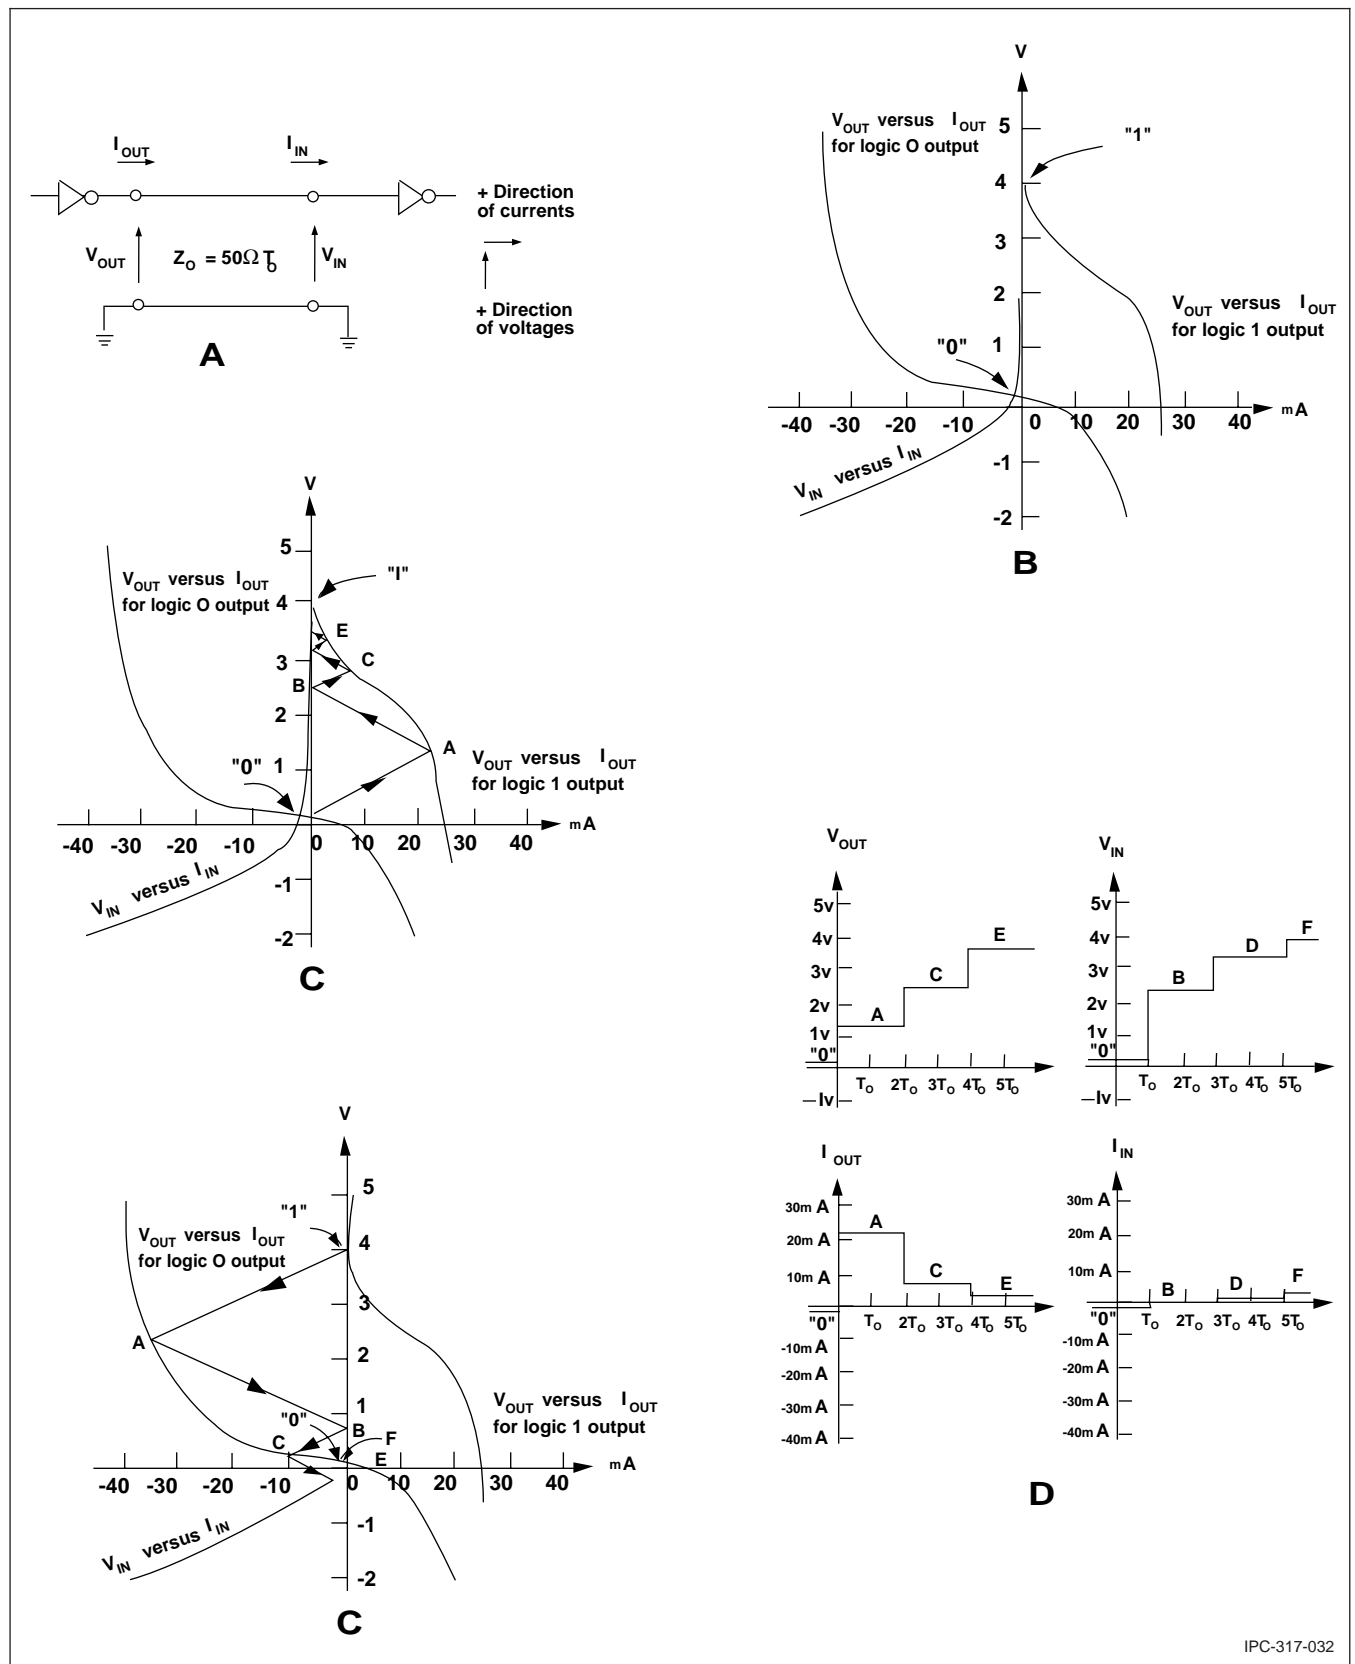 I OUT
I IN
V OUT
Z O = 50Ω T O
V IN
+ Direction
of currents
+ Direction
of voltages
A
V
V OUT versus I OUT
for logic O output
5
"1"
4
3
2
V OUT versus I OUT
for logic 1 output
"0"
1
-40 -30 -20 -10 0 10 20 30 40 mA
V IN versus I IN
-1
-2
B
V
5
V OUT versus I OUT
for logic O output
"I"
4
E
C
3
B
2
A
V OUT versus I OUT
for logic 1 output
"0"
1
-40 -30 -20 -10 0 10 20 30 40 mA
V IN versus I IN
-1
-2
C
V
5
"1"
V OUT versus I OUT
for logic O output
4
3
A
2
V OUT versus I OUT
for logic 1 output
1
"0"
B
C
F
E
-40 -30 -20 -10 0 10 20 30 40 mA
V IN versus I IN
-1
-2
C
V OUT
5v
4v
3v
2v
1v
"0"
—Iv
A
C
E
T O 2T O 3T O 4T O 5T O
V IN
5v
4v
3v
2v
1v
"0"
—Iv
B
D
F
T O 2T O 3T O 4T O 5T O
I OUT
30m A
20m A
10m A
"0"
-10m A
-20m A
-30m A
-40m A
A
C
E
T O 2T O 3T O 4T O 5T O
I IN
30m A
20m A
10m A
"0"
-10m A
-20m A
-30m A
-40m A
B
D
F
T O 2T O 3T O 4T O 5T O
D
IPC-317-032